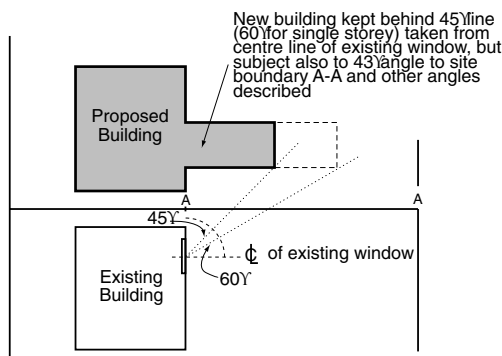 New building kept behind 45ϒline
(60ϒfor single storey) taken from
centre line of existing window, but
subject also to 43ϒangle to site
boundary A-A and other angles
described
Proposed
Building
A
A
45ϒ
℄ of existing window
60ϒ
Existing
Building